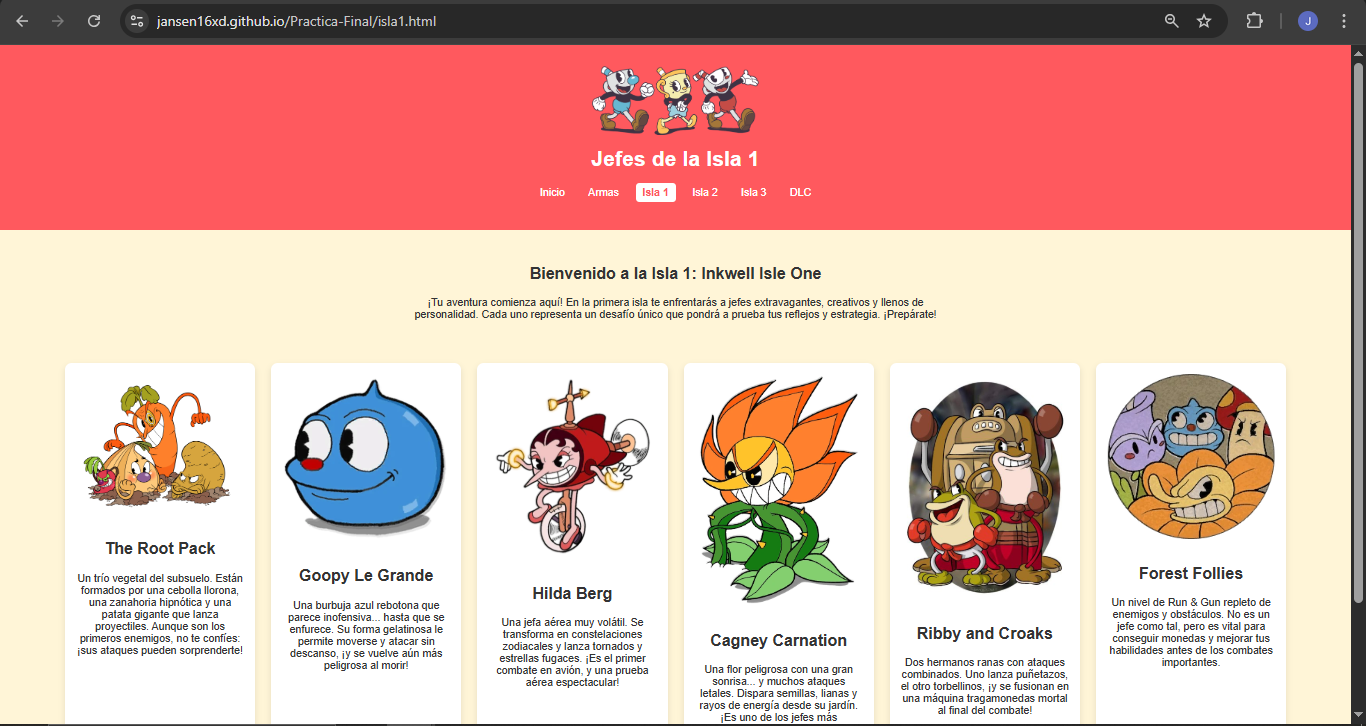 jansen16xd.github.io/Practica-Final/isla1.html
J
Jefes de la Isla 1
Inicio
Armas
Isla 1
Isla 2
Isla 3
DLC
Bienvenido a la Isla 1: Inkwell Isle One
¡Tu aventura comienza aquí! En la primera isla te enfrentarás a jefes extravagantes, creativos y llenos de
personalidad. Cada uno representa un desafío único que pondrá a prueba tus reflejos y estrategia. ¡Prepárate!
The Root Pack
Un trío vegetal del subsuelo. Están
formados por una cebolla llorona,
una zanahoria hipnótica y una
patata gigante que lanza
proyectiles. Aunque son los
primeros enemigos, no te confíes:
¡sus ataques pueden sorprenderte!
Goopy Le Grande
Una burbuja azul rebotona que
parece inofensiva... hasta que se
enfurece. Su forma gelatinosa le
permite moverse y atacar sin
descanso, ¡y se vuelve aún más
peligrosa al morir!
Hilda Berg
Una jefa aérea muy volátil. Se
transforma en constelaciones
zodiacales y lanza tornados y
estrellas fugaces. ¡Es el primer
combate en avión, y una prueba
aérea espectacular!
Cagney Carnation
Una flor peligrosa con una gran
sonrisa... y muchos ataques
letales. Dispara semillas, lianas y
rayos de energía desde su jardín.
¡Es uno de los jefes más
Ribby and Croaks
Dos hermanos ranas con ataques
combinados. Uno lanza puñetazos,
el otro torbellinos, ¡y se fusionan en
una máquina tragamonedas mortal
al final del combate!
Forest Follies
Un nivel de Run & Gun repleto de
enemigos y obstáculos. No es un
jefe como tal, pero es vital para
conseguir monedas y mejorar tus
habilidades antes de los combates
importantes.